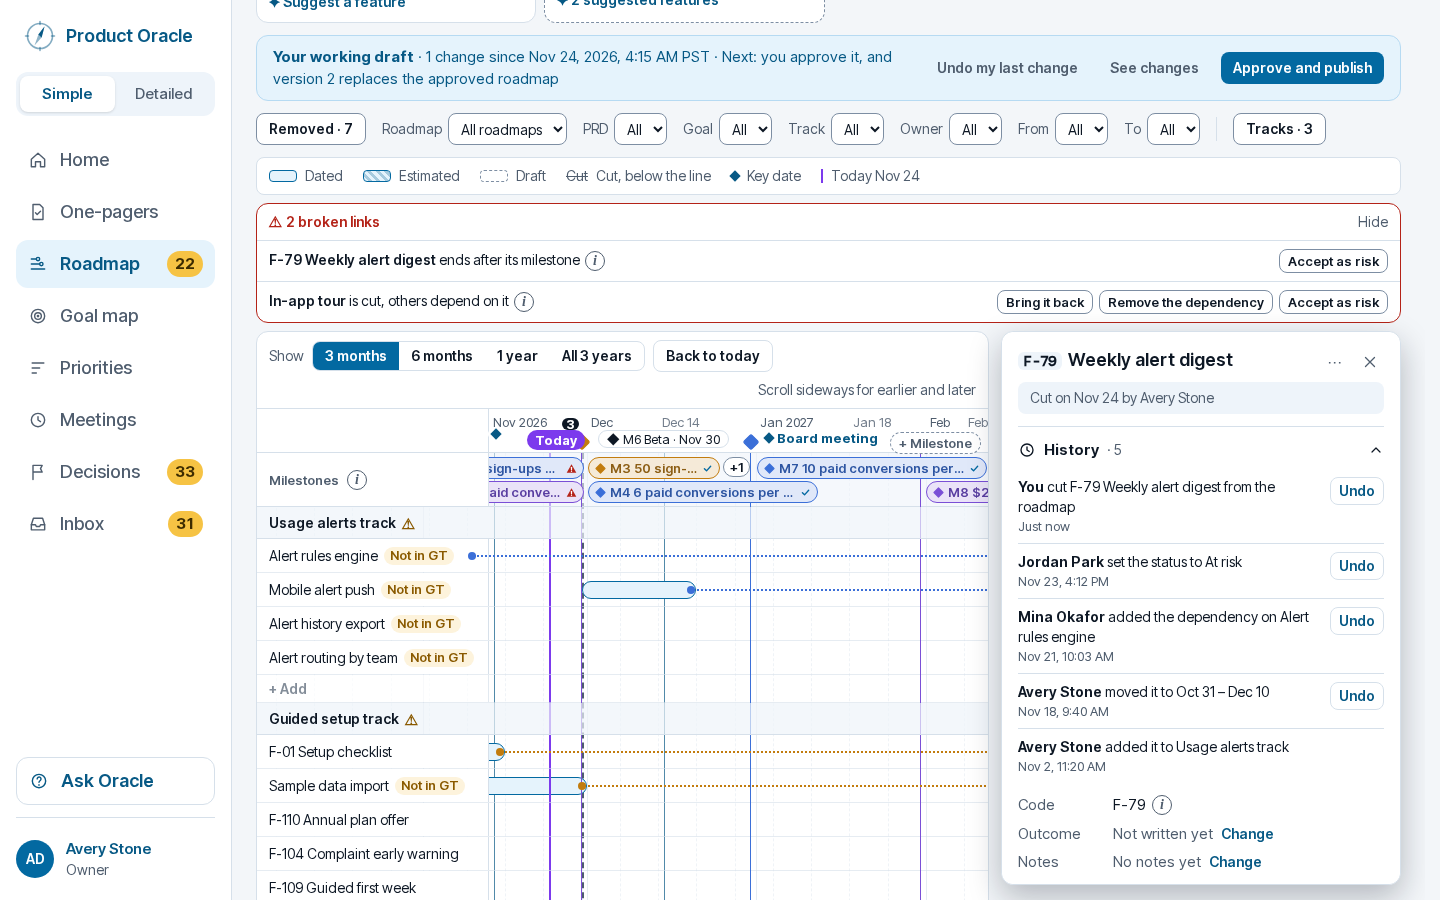 Product Oracle
Simple
Detailed
Home
One-pagers
Roadmap
22
Goal map
Priorities
Meetings
Decisions
33
Inbox
31
Ask Oracle
AD
Avery Stone
Owner
Suggest a feature
2 suggested features
Your working draft · 1 change since Nov 24, 2026, 4:15 AM PST · Next: you approve it, and
version 2 replaces the approved roadmap
Undo my last change
See changes
Approve and publish
Removed · 7
Roadmap All roadmaps
PRD All
Goal All
Track All
Owner All
From All
To All
Tracks · 3
Dated
Estimated
Draft
Cut Cut, below the line
Key date
Today Nov 24
2 broken links
Hide
F-79 Weekly alert digest ends after its milestone i
Accept as risk
In-app tour is cut, others depend on it i
Bring it back
Remove the dependency
Accept as risk
Show
3 months
6 months
1 year
All 3 years
Back to today
Scroll sideways for earlier and later
Nov 2026
3
Dec
Dec 14
Jan 2027
Jan 18
Feb
Feb
Today
M6 Beta · Nov 30
Board meeting
+ Milestone
Milestones i
sign-ups ...
M3 50 sign-...
+1
M7 10 paid conversions per...
aid conve...
M4 6 paid conversions per ...
M8 $2
Usage alerts track
Alert rules engine Not in GT
Mobile alert push Not in GT
Alert history export Not in GT
Alert routing by team Not in GT
+ Add
Guided setup track
F-01 Setup checklist
Sample data import Not in GT
F-110 Annual plan offer
F-104 Complaint early warning
F-109 Guided first week
F-79 Weekly alert digest
Cut on Nov 24 by Avery Stone
History · 5
You cut F-79 Weekly alert digest from the
roadmap
Just now
Undo
Jordan Park set the status to At risk
Nov 23, 4:12 PM
Undo
Mina Okafor added the dependency on Alert
rules engine
Nov 21, 10:03 AM
Undo
Avery Stone moved it to Oct 31 – Dec 10
Nov 18, 9:40 AM
Undo
Avery Stone added it to Usage alerts track
Nov 2, 11:20 AM
Code F-79 i
Outcome Not written yet Change
Notes No notes yet Change